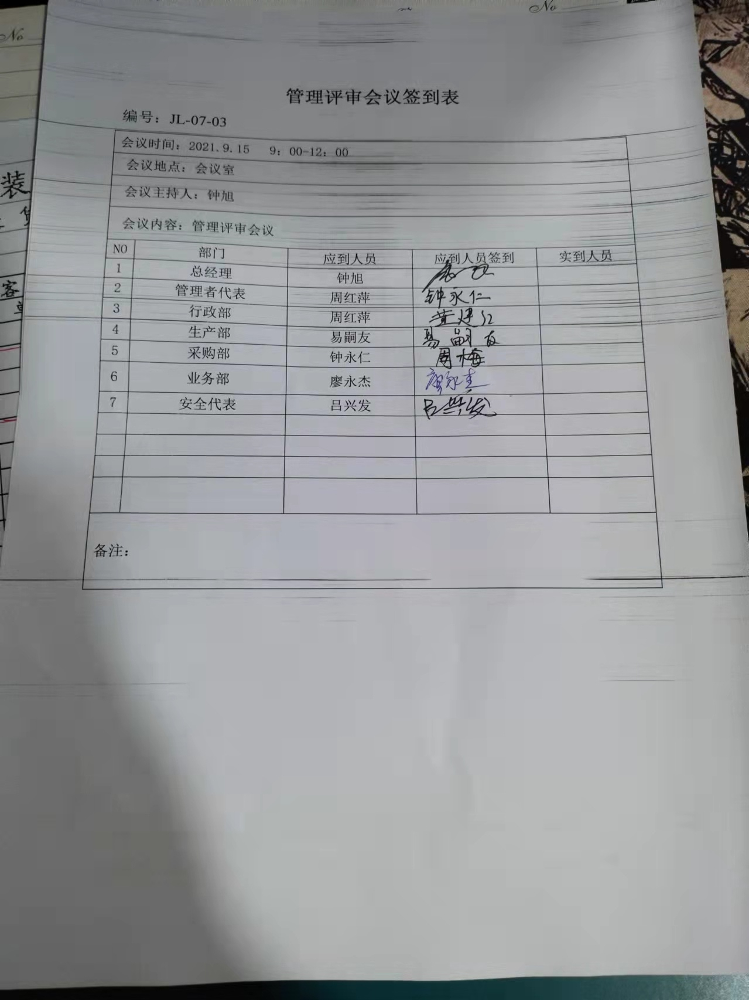 No
No
管理评审会议签到表
编号：JL-07-03
会议时间：2021.9.15 9：00-12：00
会议地点：会议室
会议主持人：钟旭
会议内容：管理评审会议
NO 部门 应到人员 应到人员签到 实到人员
1 总经理 钟旭
2 管理者代表 周红萍 钟永仁
3 行政部 周红萍 黄建
4 生产部 易嗣友 易嗣友
5 采购部 钟永仁 周梅
6 业务部 廖永杰 廖永杰
7 安全代表 吕兴发 吕兴发
备注：
装
客